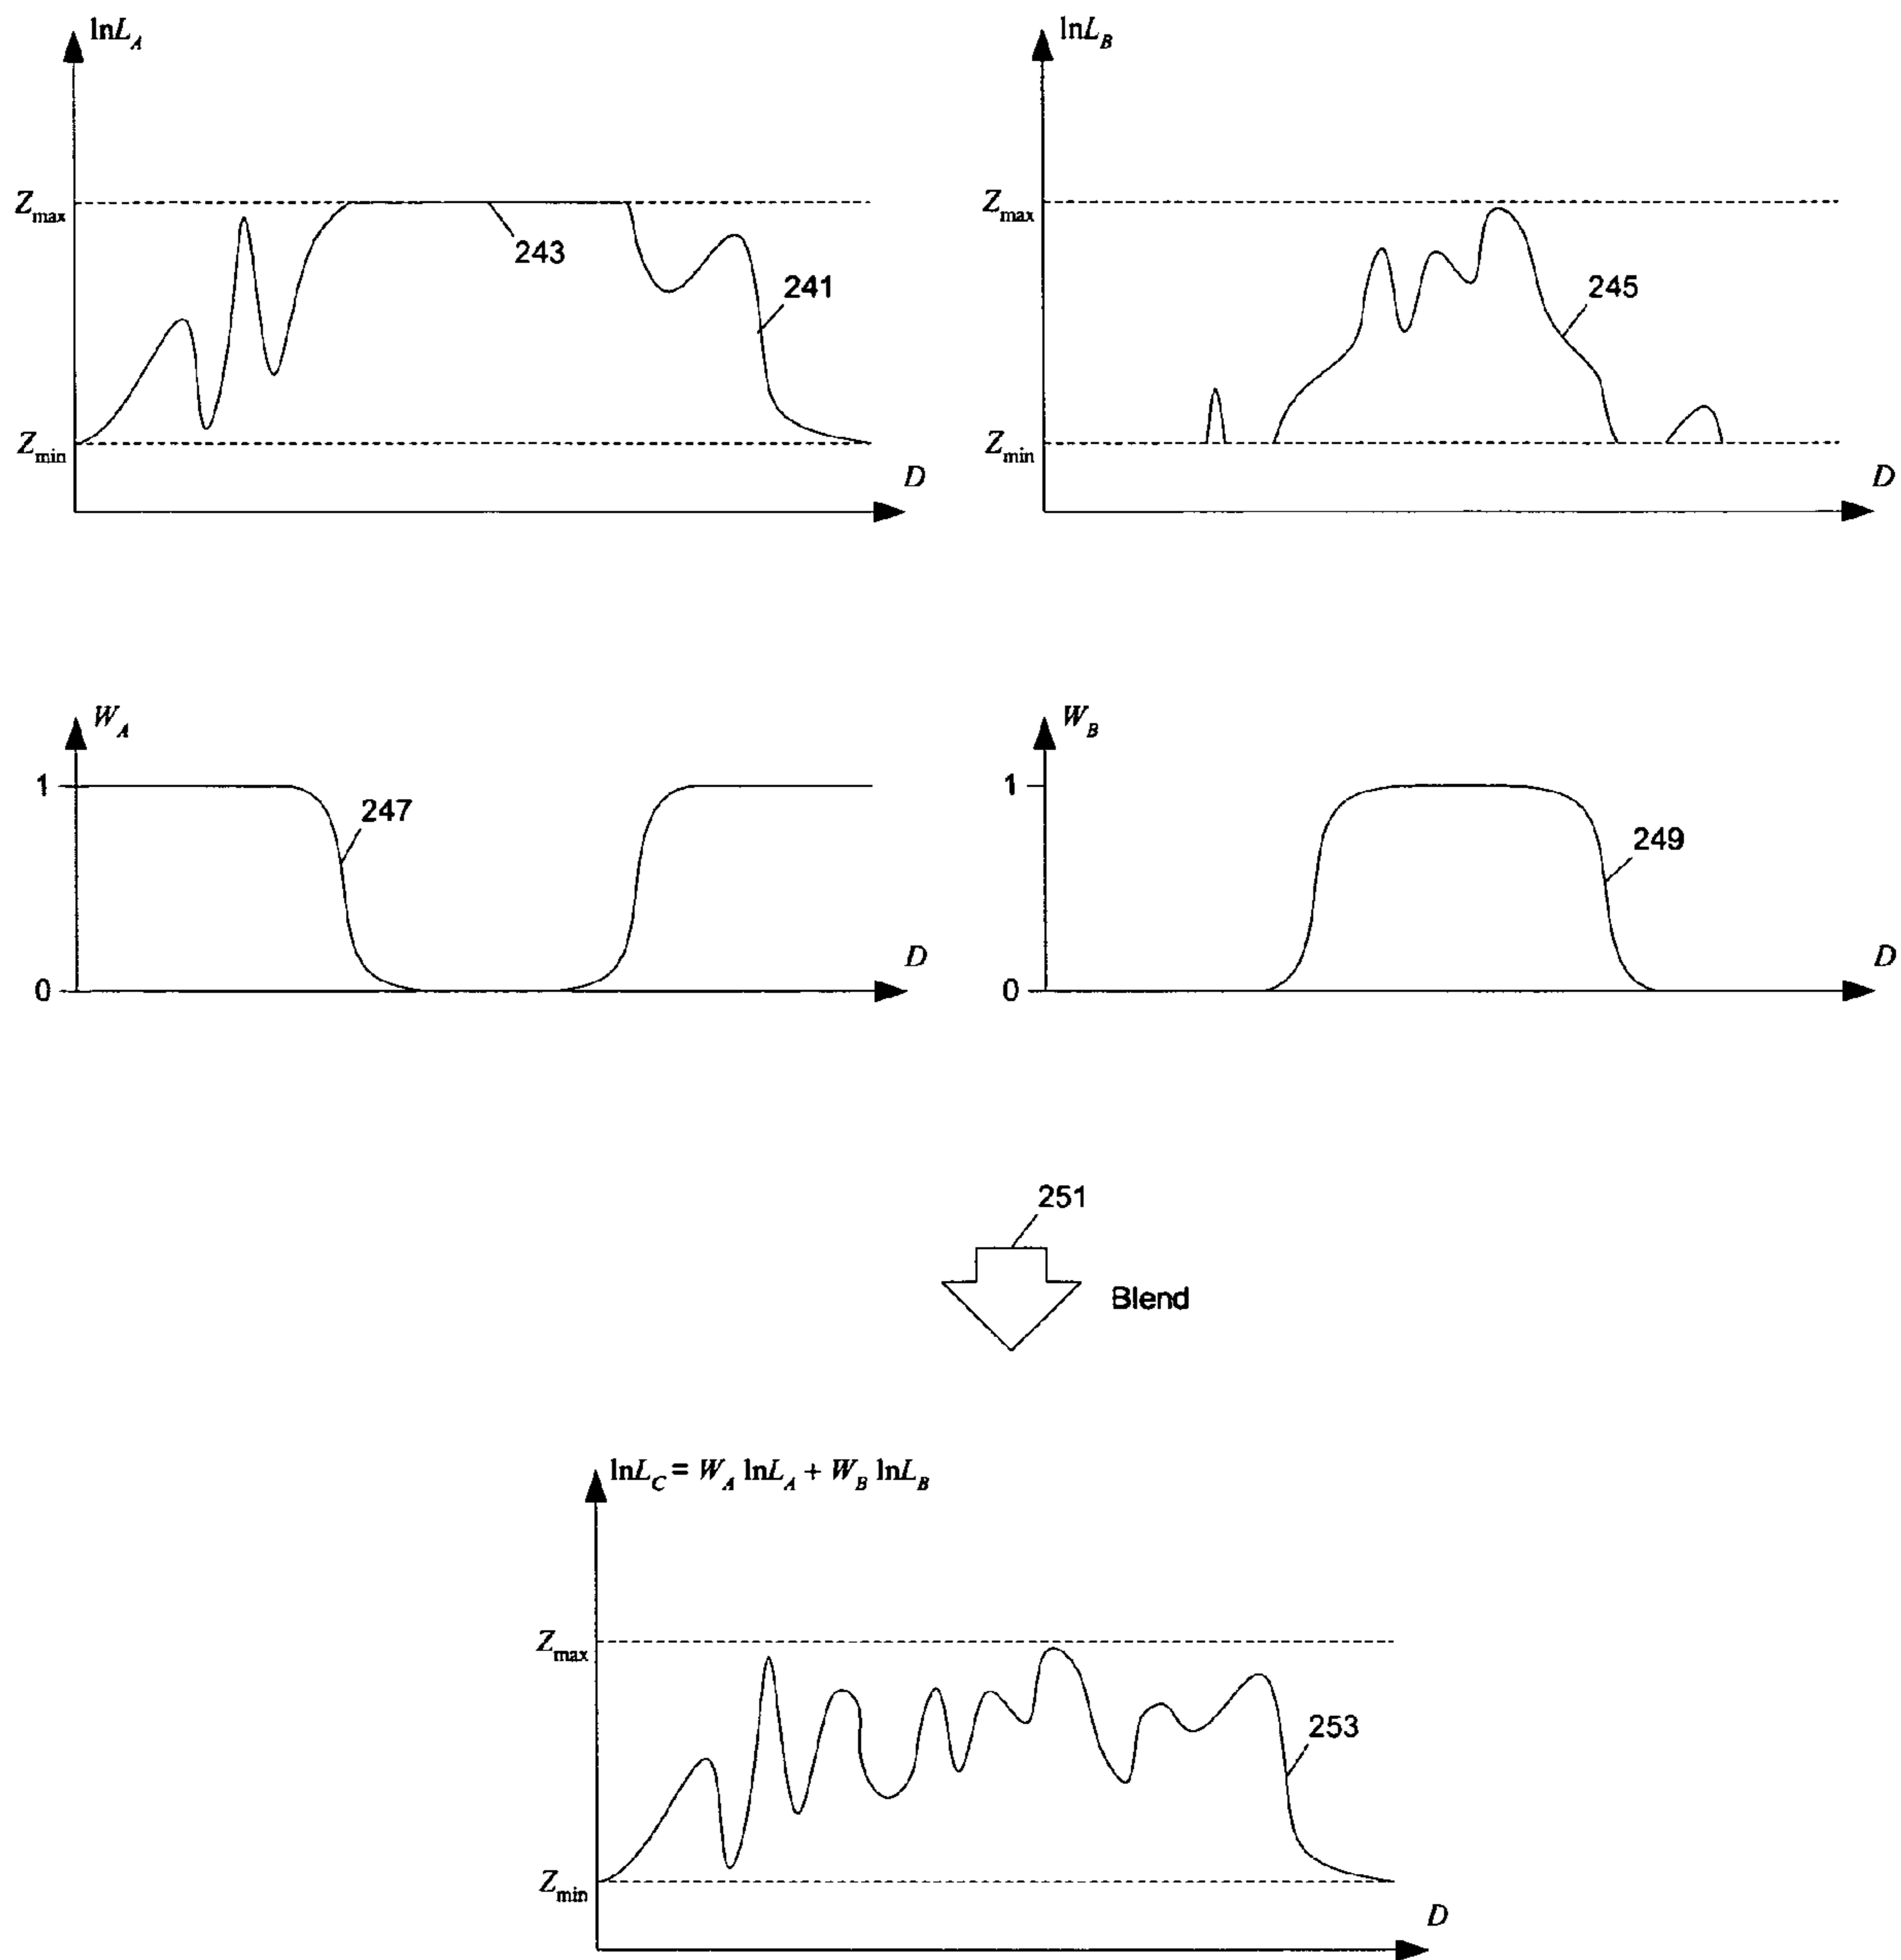 lnL_A
Z_max
243
241
Z_min
D
lnL_B
Z_max
245
Z_min
D
W_A
1
247
D
0
W_B
1
249
D
0
251
Blend
lnL_C = W_A lnL_A + W_B lnL_B
Z_max
253
Z_min
D